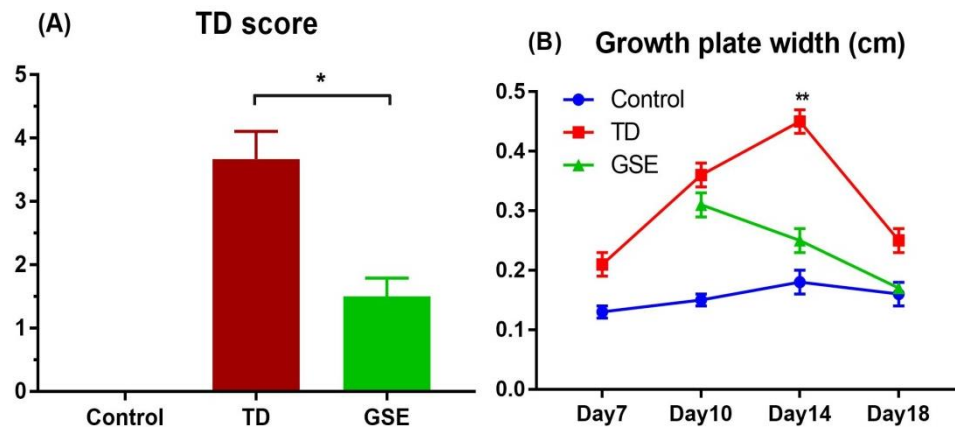 (A) TD score
5
4
3
2
1
0
*
Control TD GSE
(B) Growth plate width (cm)
0.5
0.4
0.3
0.2
0.1
0.0
Control
TD
GSE
**
Day7 Day10 Day14 Day18